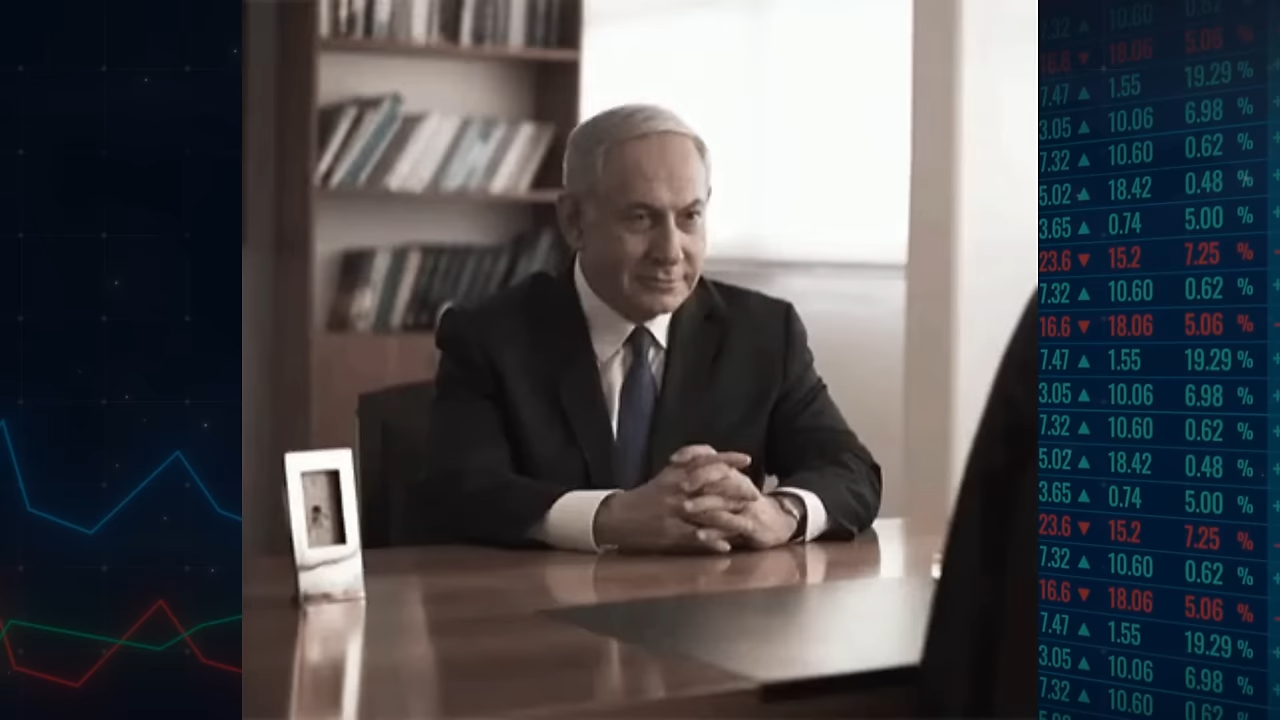 7.32 ▲ 10.60 0.62 %
16.6 ▼ 18.06 5.06 %
7.47 ▲ 1.55 19.29 %
3.05 ▲ 10.06 6.98 %
7.32 ▲ 10.60 0.62 %
5.02 ▲ 18.42 0.48 %
3.65 ▲ 0.74 5.00 %
23.6 ▼ 15.2 7.25 %
7.32 ▲ 10.60 0.62 %
16.6 ▼ 18.06 5.06 %
7.47 ▲ 1.55 19.29 %
3.05 ▲ 10.06 6.98 %
7.32 ▲ 10.60 0.62 %
5.02 ▲ 18.42 0.48 %
3.65 ▲ 0.74 5.00 %
23.6 ▼ 15.2 7.25 %
7.32 ▲ 10.60 0.62 %
16.6 ▼ 18.06 5.06 %
7.47 ▲ 1.55 19.29 %
3.05 ▲ 10.06 6.98 %
7.32 ▲ 10.60 0.62